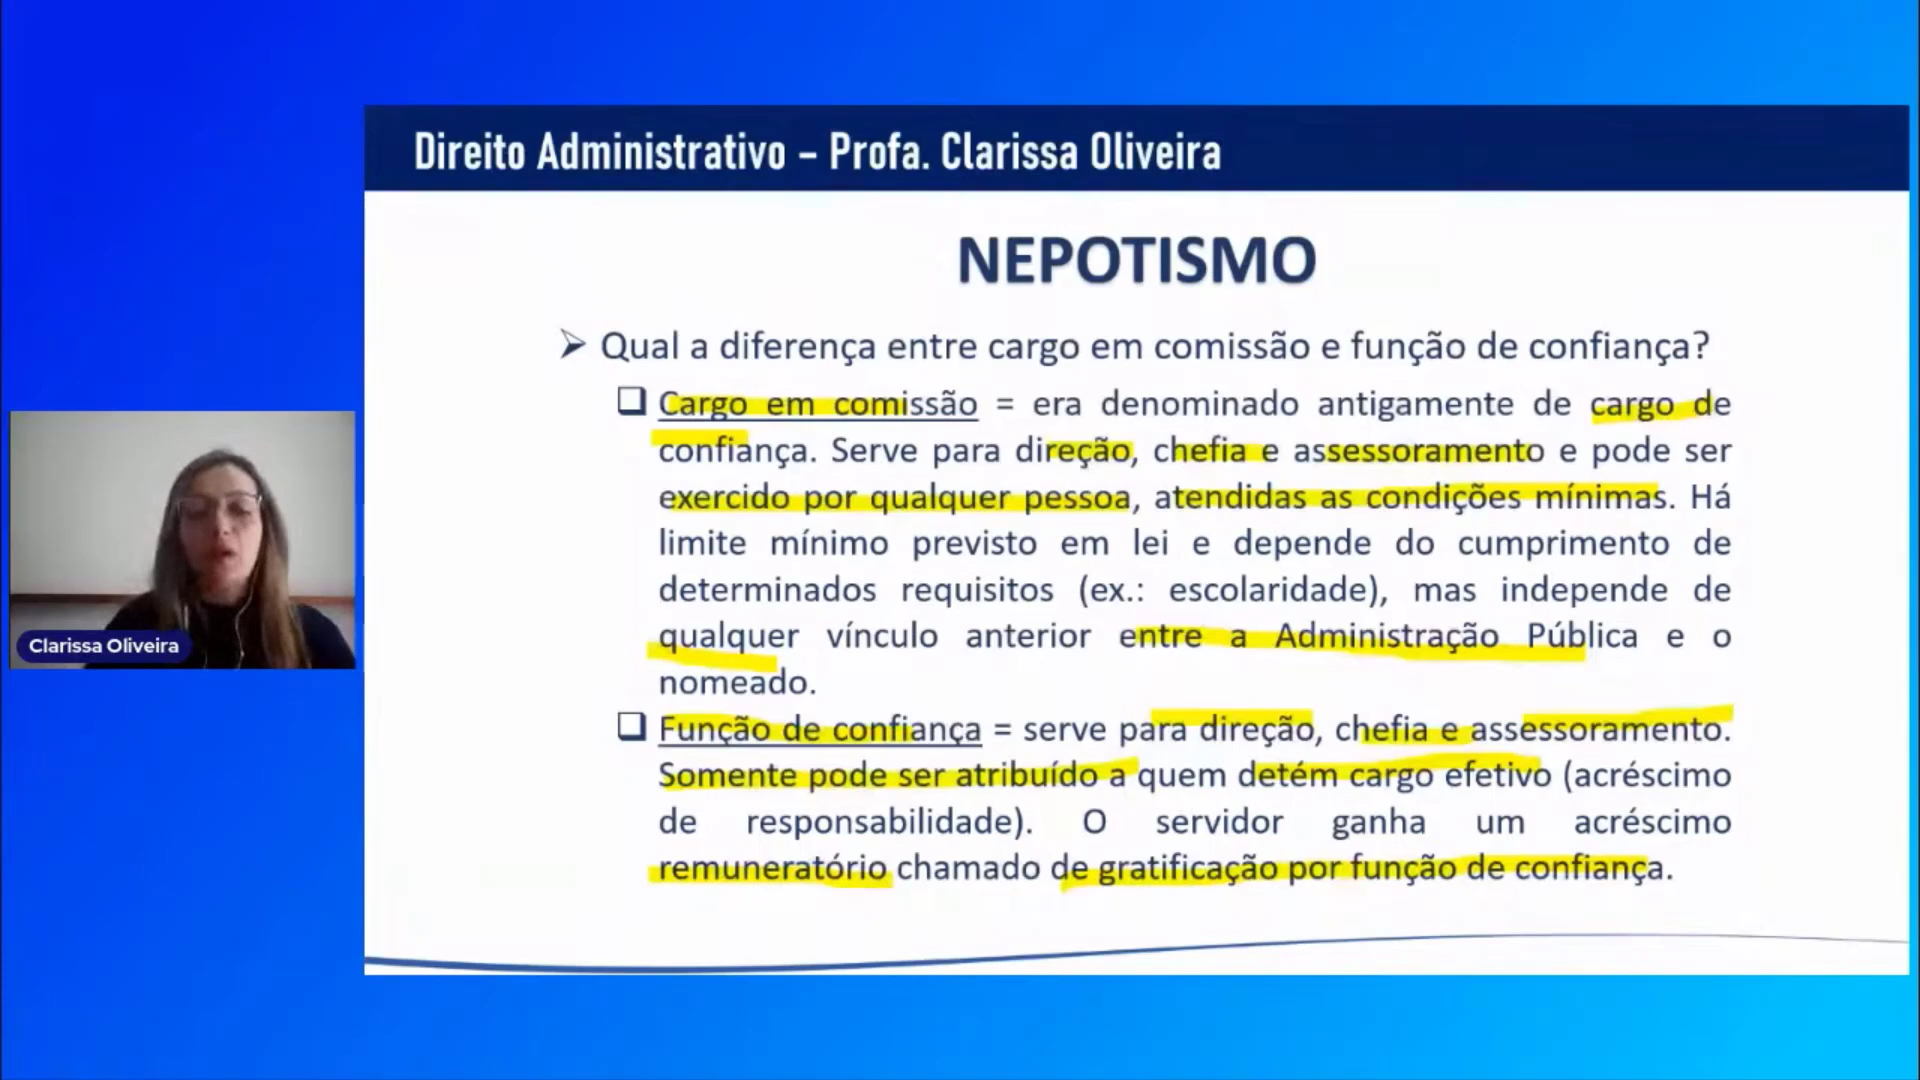 Direito Administrativo – Profa. Clarissa Oliveira
NEPOTISMO
Qual a diferença entre cargo em comissão e função de confiança?
Cargo em comissão = era denominado antigamente de cargo de
confiança. Serve para direção, chefia e assessoramento e pode ser
exercido por qualquer pessoa, atendidas as condições mínimas. Há
limite mínimo previsto em lei e depende do cumprimento de
determinados requisitos (ex.: escolaridade), mas independe de
qualquer vínculo anterior entre a Administração Pública e o
nomeado.
Função de confiança = serve para direção, chefia e assessoramento.
Somente pode ser atribuído a quem detém cargo efetivo (acréscimo
de responsabilidade). O servidor ganha um acréscimo
remuneratório chamado de gratificação por função de confiança.
Clarissa Oliveira